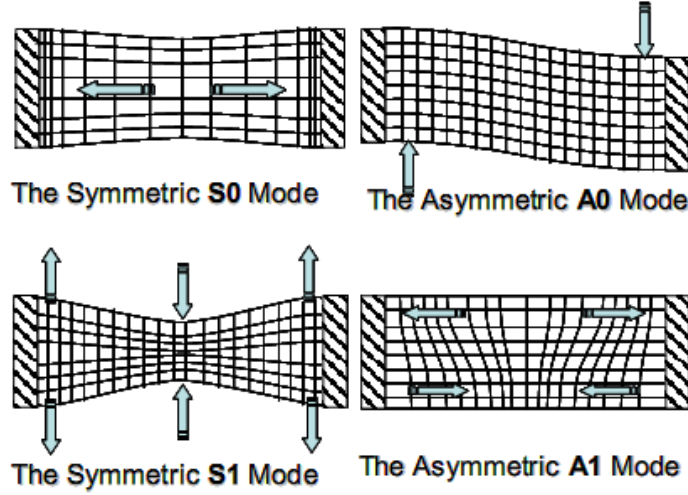 The Symmetric S0 Mode
The Asymmetric A0 Mode
The Symmetric S1 Mode
The Asymmetric A1 Mode